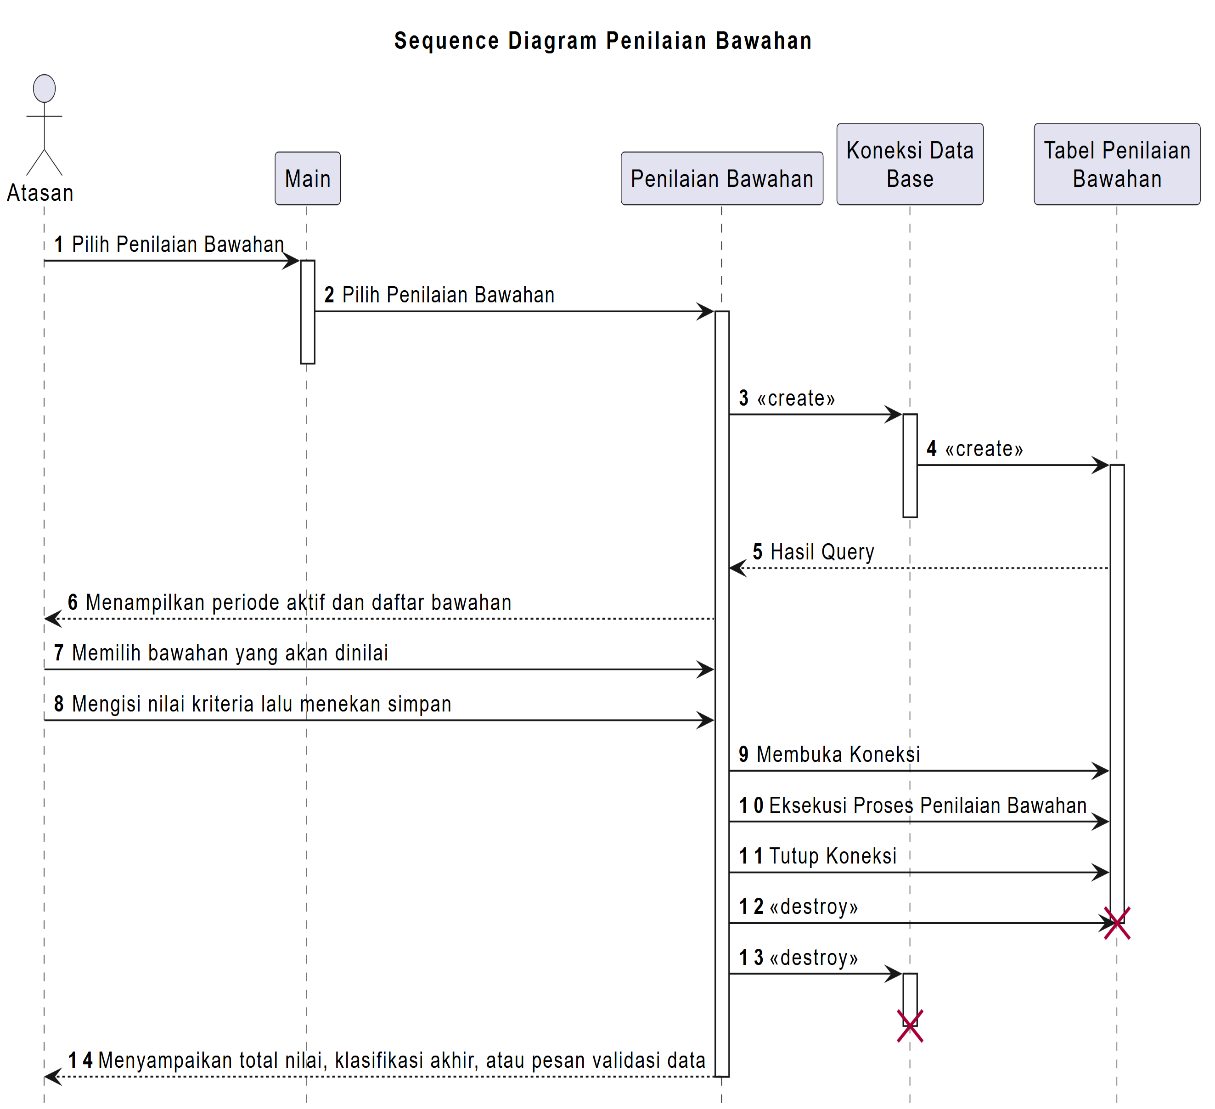 Sequence Diagram Penilaian Bawahan
Atasan
Main
Penilaian Bawahan
Koneksi Data
Base
Tabel Penilaian
Bawahan
1 Pilih Penilaian Bawahan
2 Pilih Penilaian Bawahan
3 «create»
4 «create»
5 Hasil Query
6 Menampilkan periode aktif dan daftar bawahan
7 Memilih bawahan yang akan dinilai
8 Mengisi nilai kriteria lalu menekan simpan
9 Membuka Koneksi
10 Eksekusi Proses Penilaian Bawahan
11 Tutup Koneksi
12 «destroy»
13 «destroy»
14 Menyampaikan total nilai, klasifikasi akhir, atau pesan validasi data